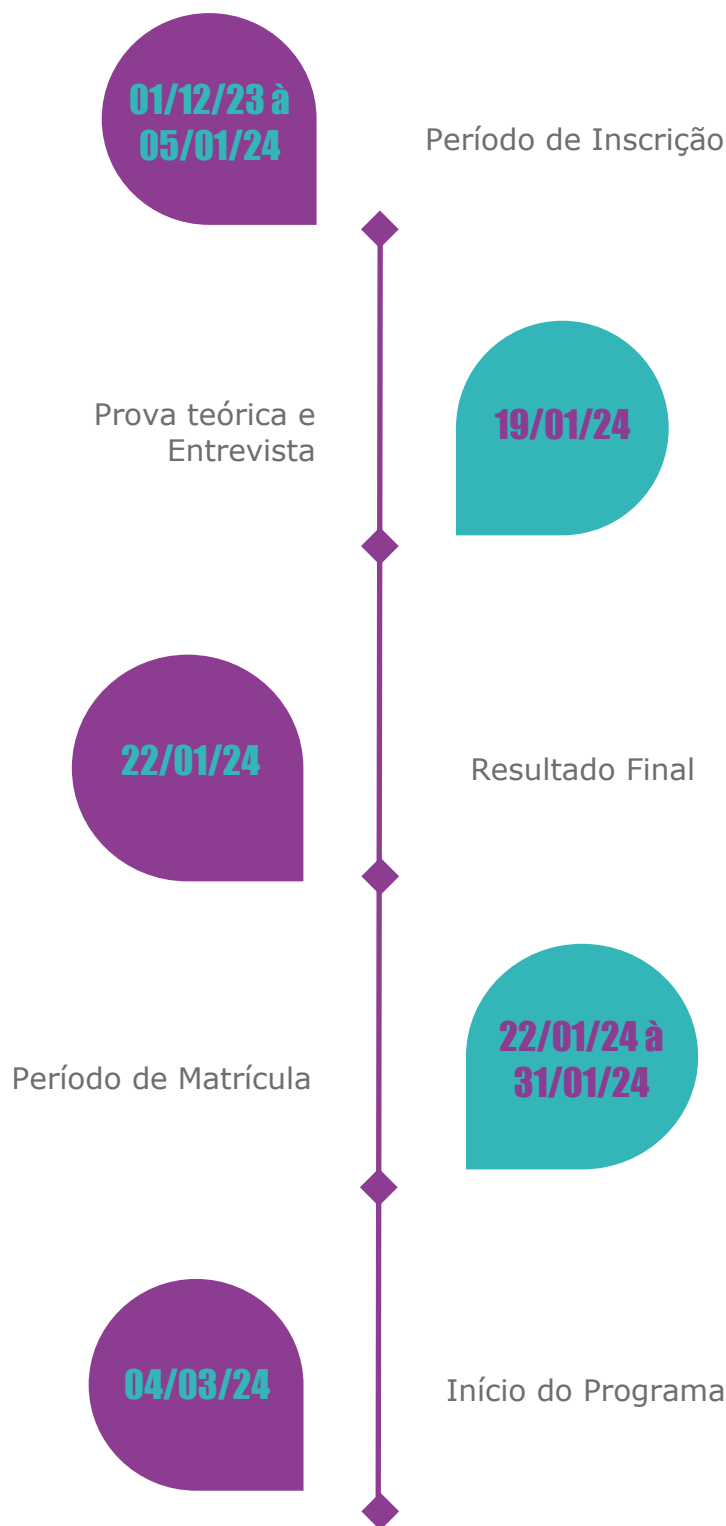 01/12/23 à
05/01/24
Período de Inscrição
Prova teórica e
Entrevista
19/01/24
22/01/24
Resultado Final
Período de Matrícula
22/01/24 à
31/01/24
04/03/24
Início do Programa